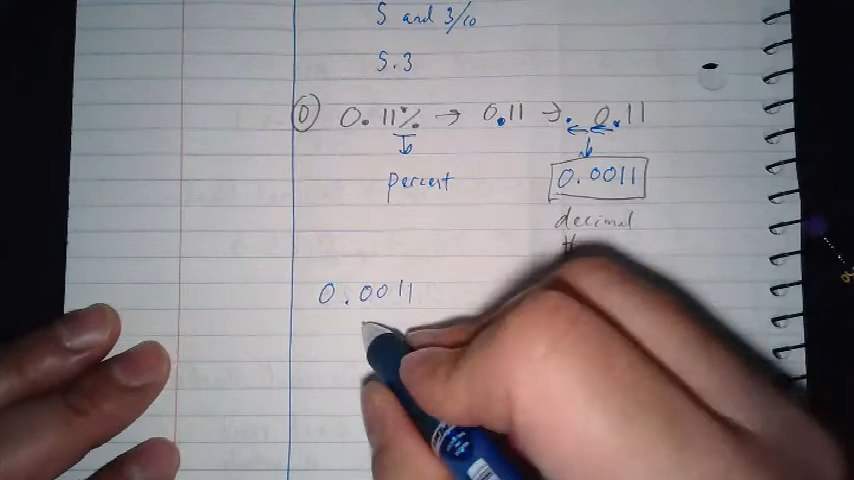 5 and 3/10
5.3
D 0.11% → 0.11 → . 0.11
percent
0.0011
decimal
#
0.0011